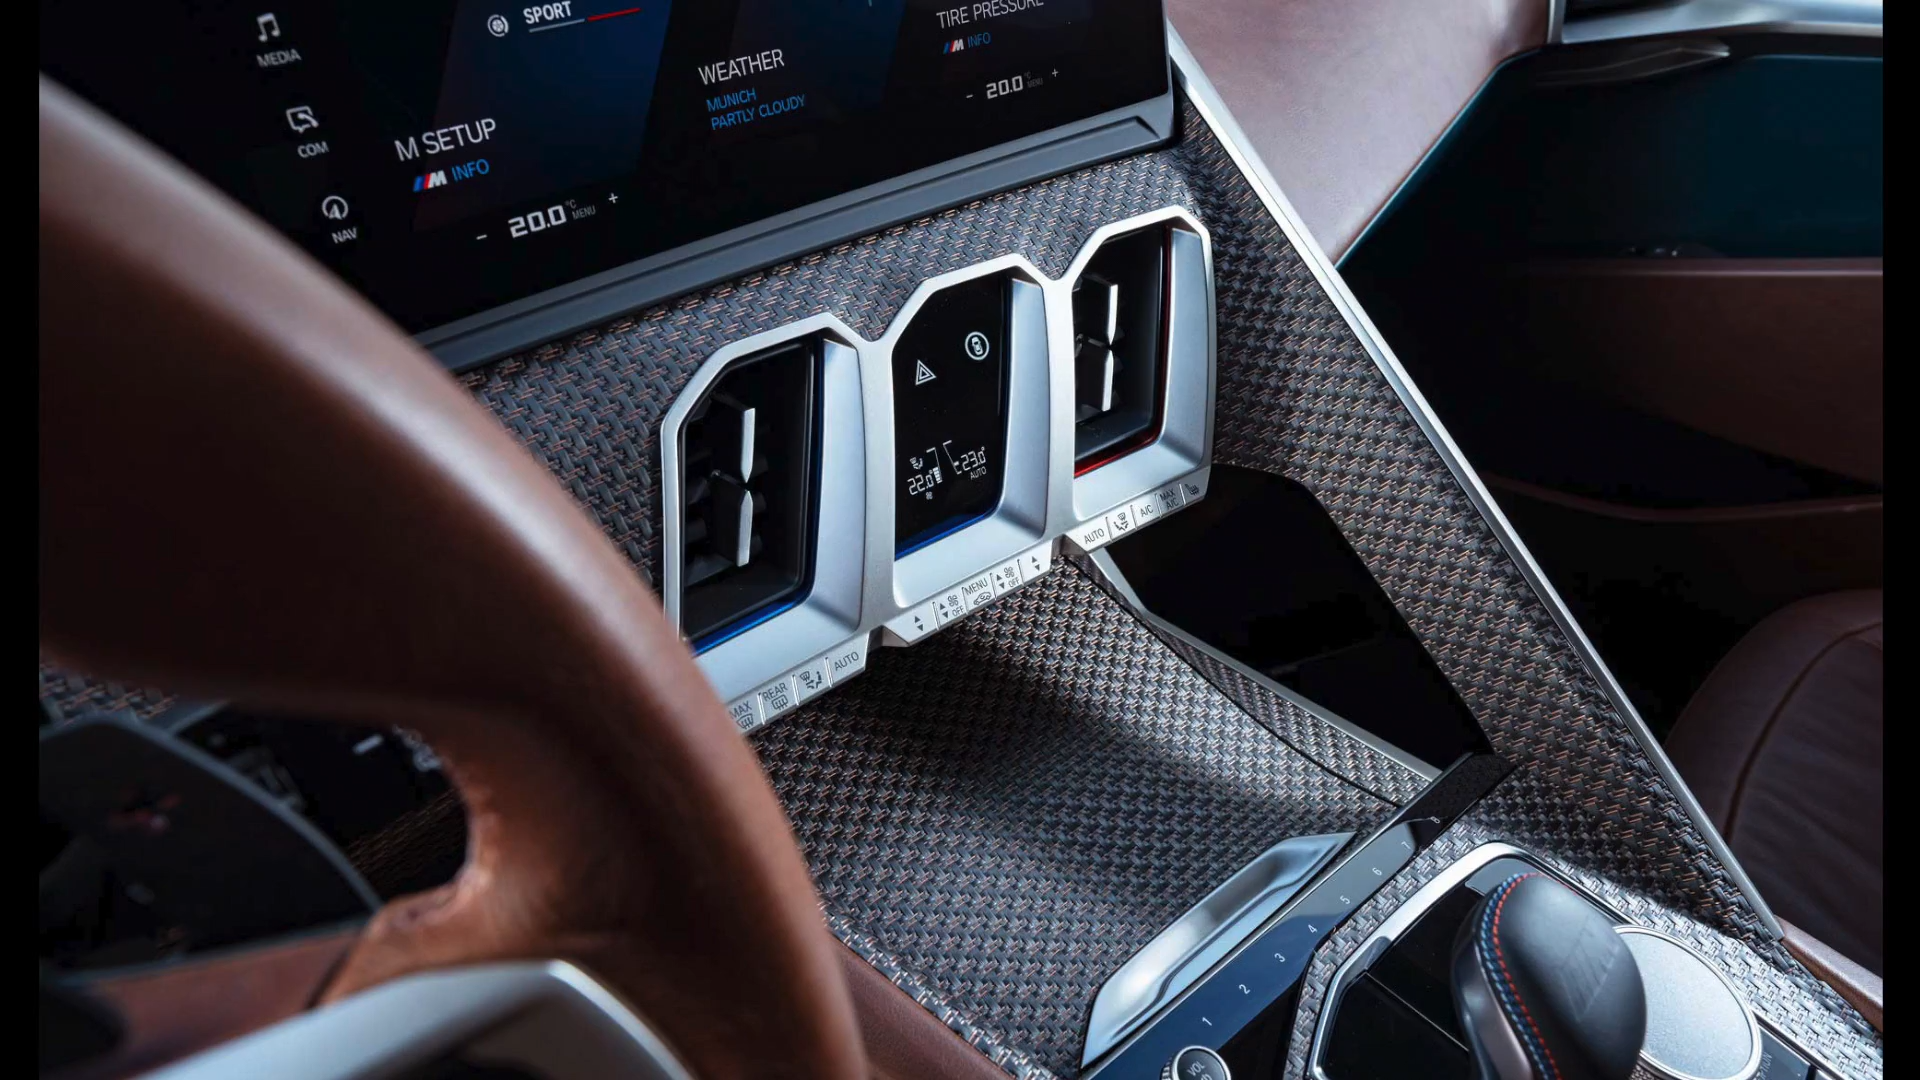 MEDIA
COM
NAV
SPORT
M SETUP
M INFO
- 20.0 °C MENU +
WEATHER
MUNICH
PARTLY CLOUDY
TIRE PRESSURE
M INFO
- 20.0 °C MENU +
22.0°
23.0°
AUTO
MAX
REAR
AUTO
OFF
MENU
OFF
AUTO
A/C
MAX
A/C
1 2 3 4 5 6 7 8
VOL